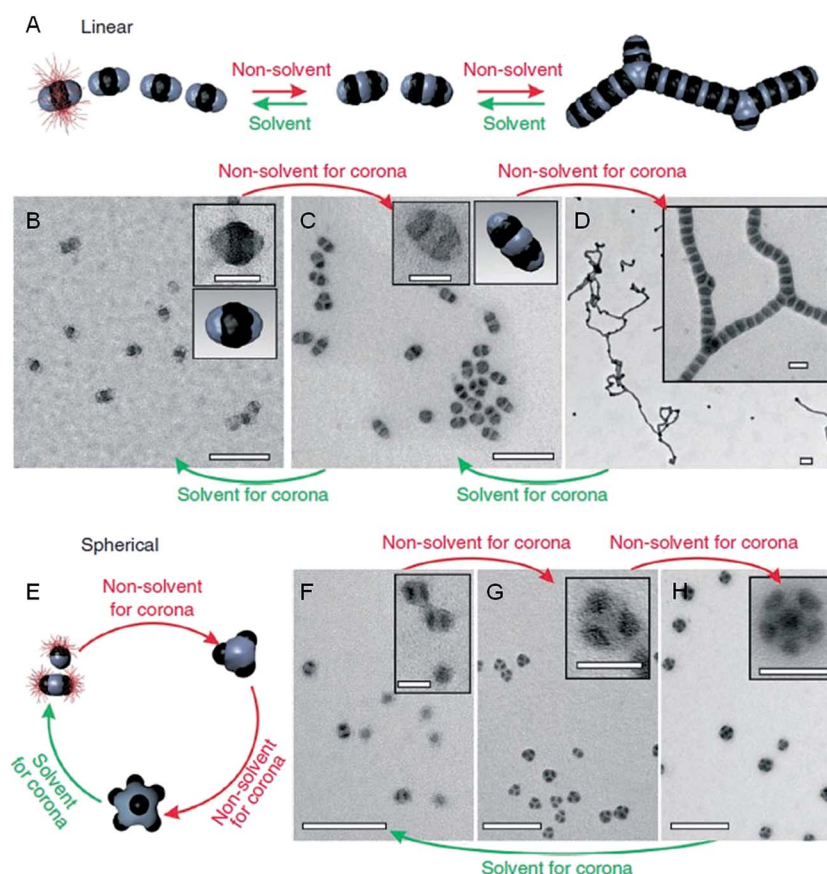 A
Linear
Non-solvent
Solvent
Non-solvent
Solvent
Non-solvent for corona
Non-solvent for corona
B
C
D
Solvent for corona
Solvent for corona
Spherical
Non-solvent for corona
Non-solvent for corona
E
Non-solvent
for corona
Solvent
for corona
Non-solvent
for corona
F
G
H
Solvent for corona